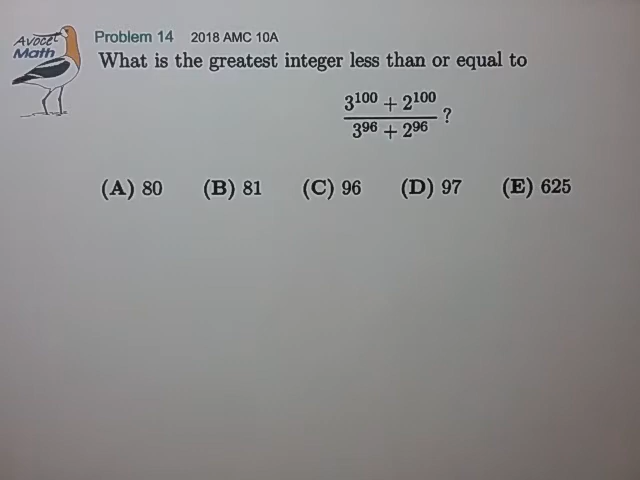 Avocet
Math
Problem 14 2018 AMC 10A
What is the greatest integer less than or equal to
3^100 + 2^100
3^96 + 2^96 ?
(A) 80 (B) 81 (C) 96 (D) 97 (E) 625